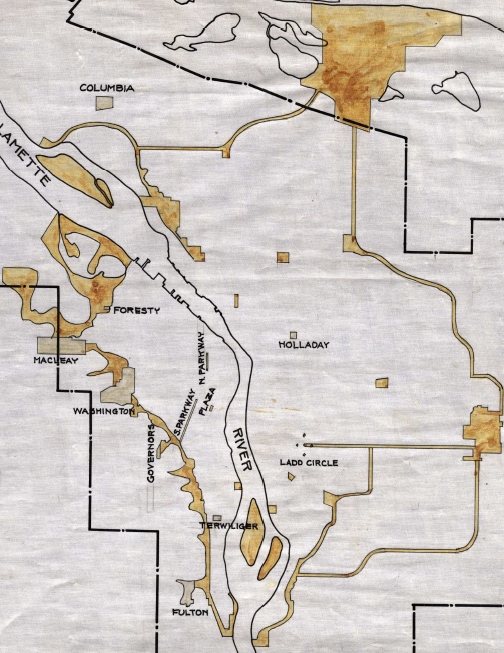 COLUMBIA
LAMETTE
FORESTY
HOLLADAY
MACLEAY
N. PARKWAY
S. PARKWAY
PLAZA
WASHINGTON
GOVERNORS
RIVER
LADD CIRCLE
TERWILIGER
FULTON